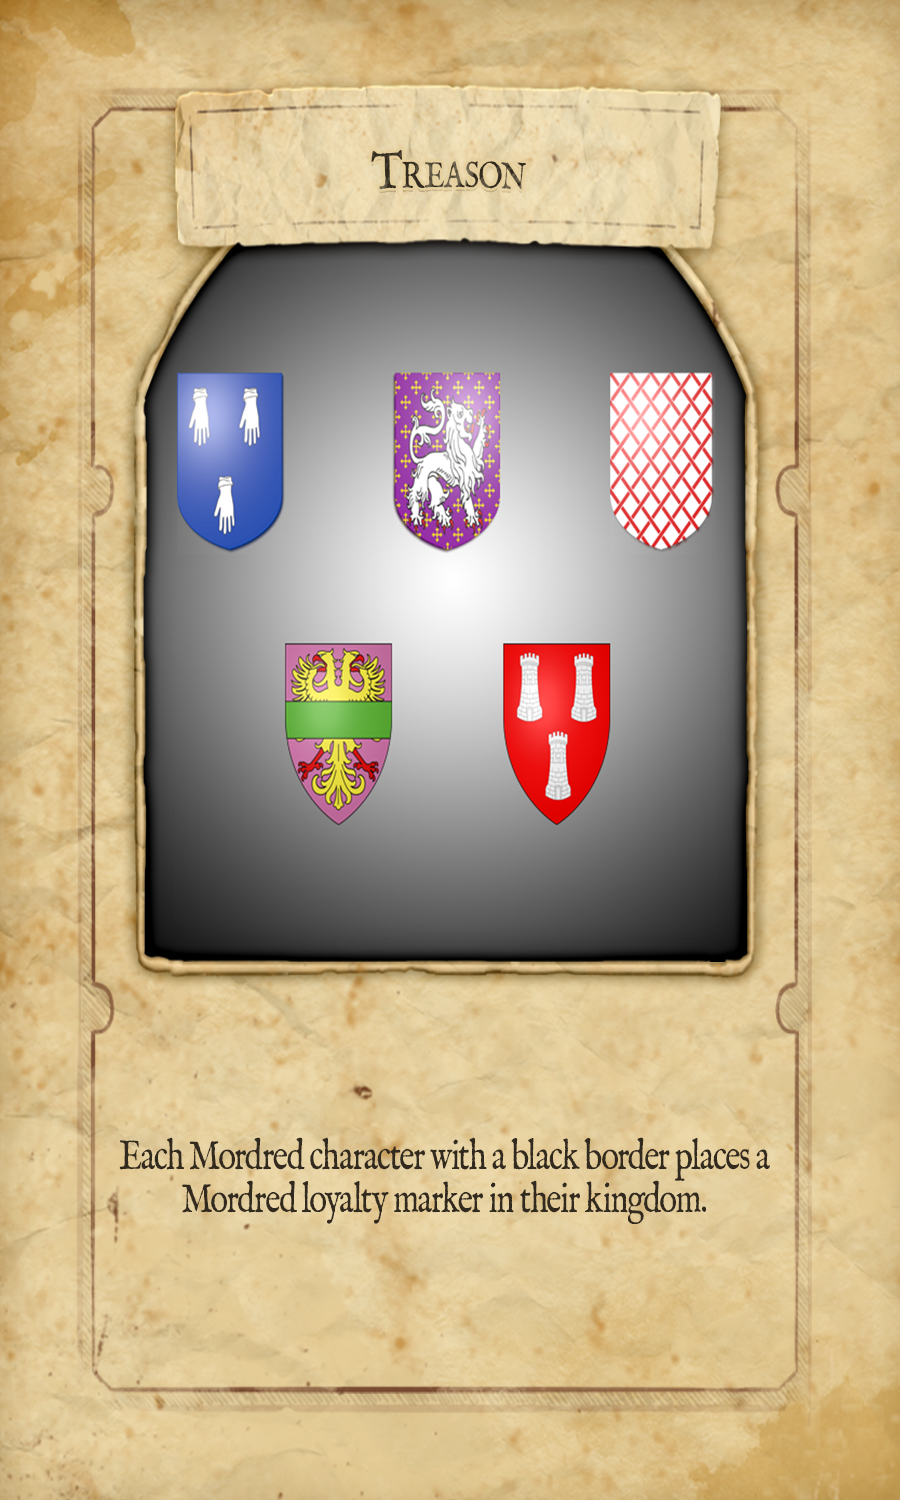 Treason
Each Mordred character with a black border places a
Mordred loyalty marker in their kingdom.